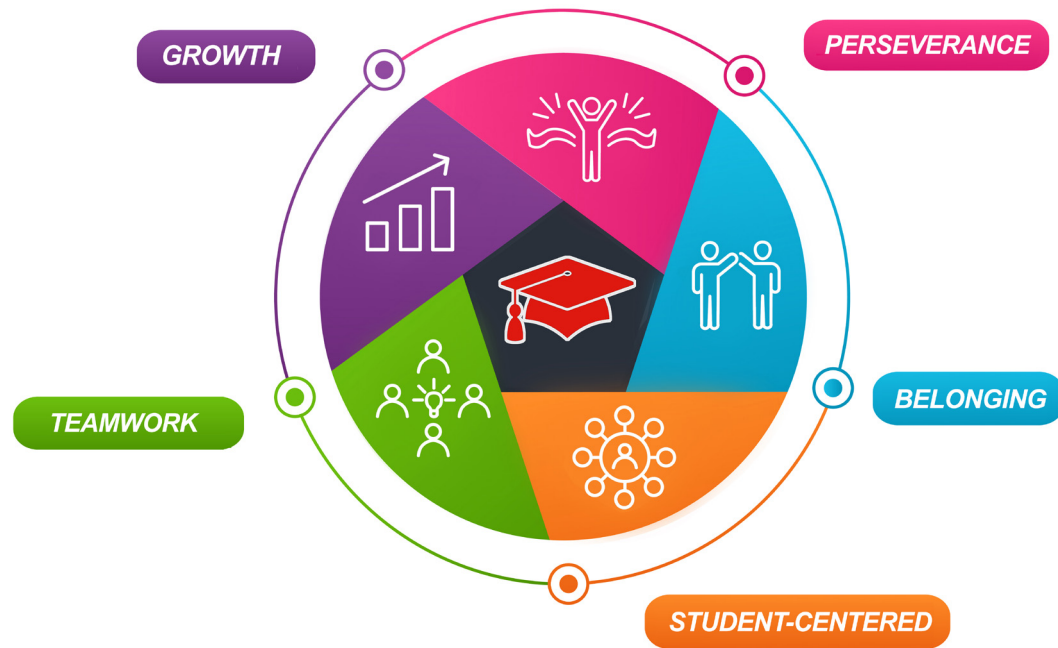 GROWTH
PERSEVERANCE
BELONGING
TEAMWORK
STUDENT-CENTERED